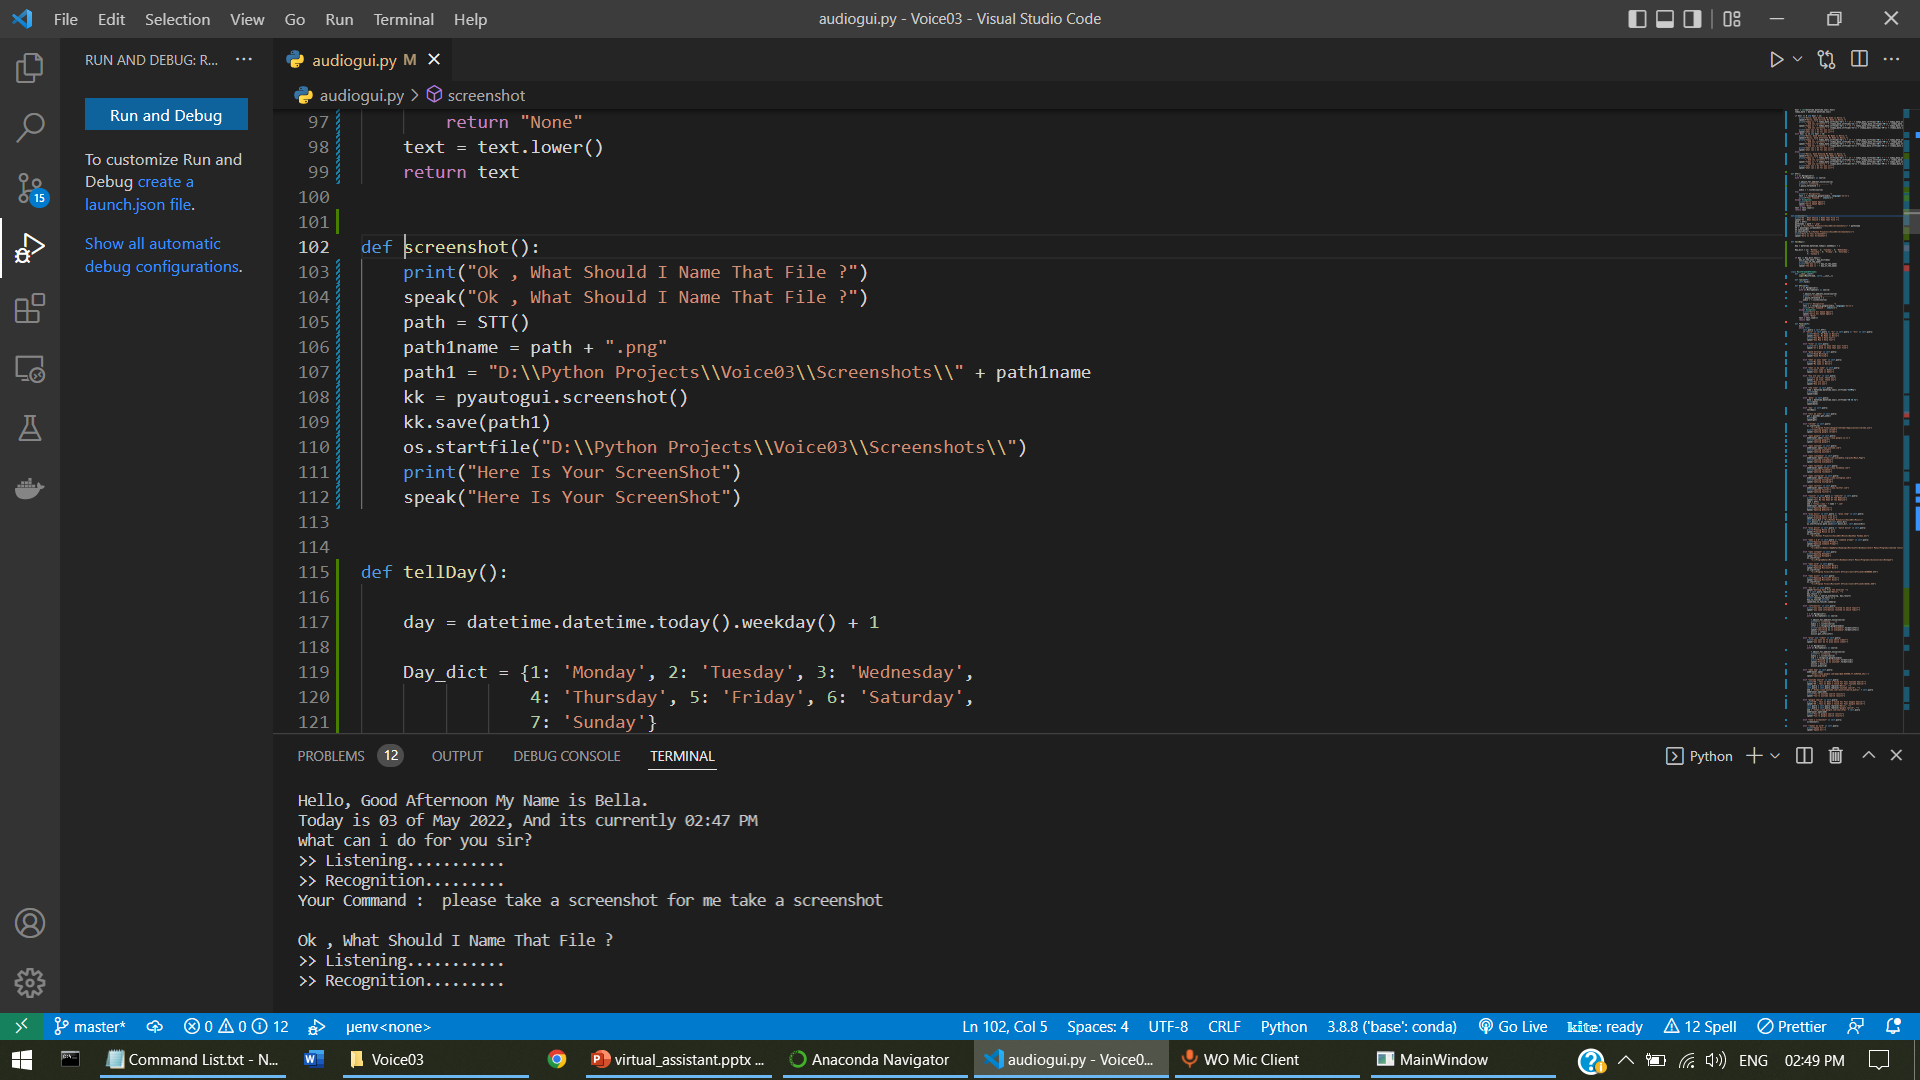 File Edit Selection View Go Run Terminal Help
audiogui.py - Voice03 - Visual Studio Code
RUN AND DEBUG: R...
Run and Debug
To customize Run and
Debug create a
launch.json file.
Show all automatic
debug configurations.
15
audiogui.py M
audiogui.py > screenshot
97 return "None"
98 text = text.lower()
99 return text
100
101
102 def screenshot():
103 print("Ok , What Should I Name That File ?")
104 speak("Ok , What Should I Name That File ?")
105 path = STT()
106 path1name = path + ".png"
107 path1 = "D:\\Python Projects\\Voice03\\Screenshots\\" + path1name
108 kk = pyautogui.screenshot()
109 kk.save(path1)
110 os.startfile("D:\\Python Projects\\Voice03\\Screenshots\\")
111 print("Here Is Your ScreenShot")
112 speak("Here Is Your ScreenShot")
113
114
115 def tellDay():
116
117 day = datetime.datetime.today().weekday() + 1
118
119 Day_dict = {1: 'Monday', 2: 'Tuesday', 3: 'Wednesday',
120 4: 'Thursday', 5: 'Friday', 6: 'Saturday',
121 7: 'Sunday'}
PROBLEMS 12 OUTPUT DEBUG CONSOLE TERMINAL
Python
Hello, Good Afternoon My Name is Bella.
Today is 03 of May 2022, And its currently 02:47 PM
what can i do for you sir?
>> Listening...........
>> Recognition.........
Your Command :  please take a screenshot for me take a screenshot
Ok , What Should I Name That File ?
>> Listening...........
>> Recognition.........
master* 0 0 12 µenv<none>
Ln 102, Col 5 Spaces: 4 UTF-8 CRLF Python 3.8.8 ('base': conda) Go Live kite: ready 12 Spell Prettier
Command List.txt - N... Voice03 virtual_assistant.pptx ... Anaconda Navigator audiogui.py - Voice0... WO Mic Client MainWindow ENG 02:49 PM